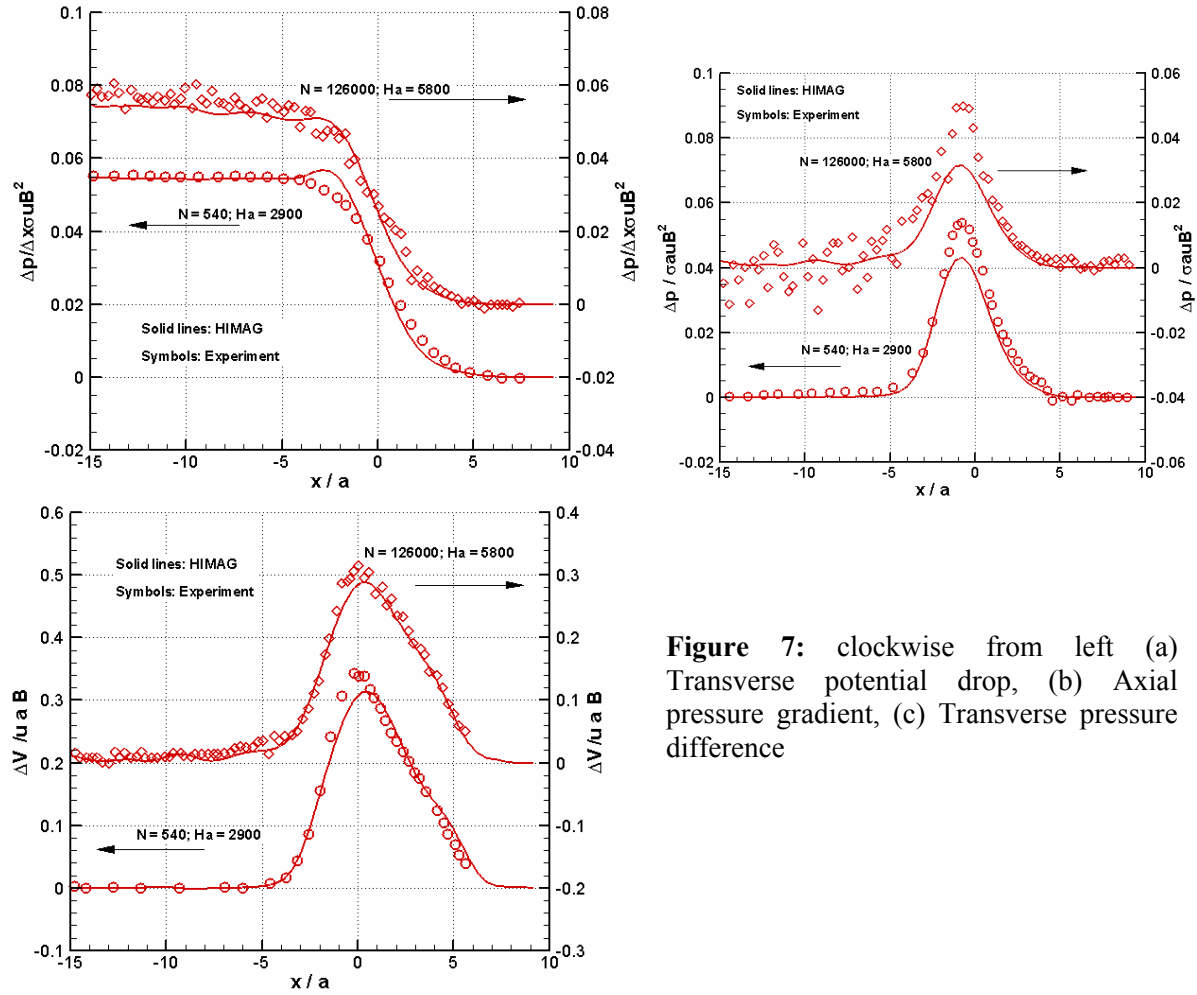 0.1
0.08
0.06
0.04
0.02
0
-0.02
Δp/ΔxσuB²
0.08
0.06
0.04
0.02
0
-0.02
-0.04
Δp/ΔxσuB²
N = 126000; Ha = 5800
N = 540; Ha = 2900
Solid lines: HIMAG
Symbols: Experiment
-15 -10 -5 0 5 10
x / a
0.1
0.08
0.06
0.04
0.02
0
-0.02
Δp / σauB²
0.06
0.04
0.02
0
-0.02
-0.04
-0.06
Δp / σauB²
Solid lines: HIMAG
Symbols: Experiment
N = 126000; Ha = 5800
N = 540; Ha = 2900
-15 -10 -5 0 5 10
x / a
0.6
0.5
0.4
0.3
0.2
0.1
0
-0.1
ΔV /u a B
0.4
0.3
0.2
0.1
0
-0.1
-0.2
-0.3
ΔV /u a B
N = 126000; Ha = 5800
Solid lines: HIMAG
Symbols: Experiment
N = 540; Ha = 2900
-15 -10 -5 0 5 10
x / a
Figure 7: clockwise from left (a)
Transverse potential drop, (b) Axial
pressure gradient, (c) Transverse pressure
difference